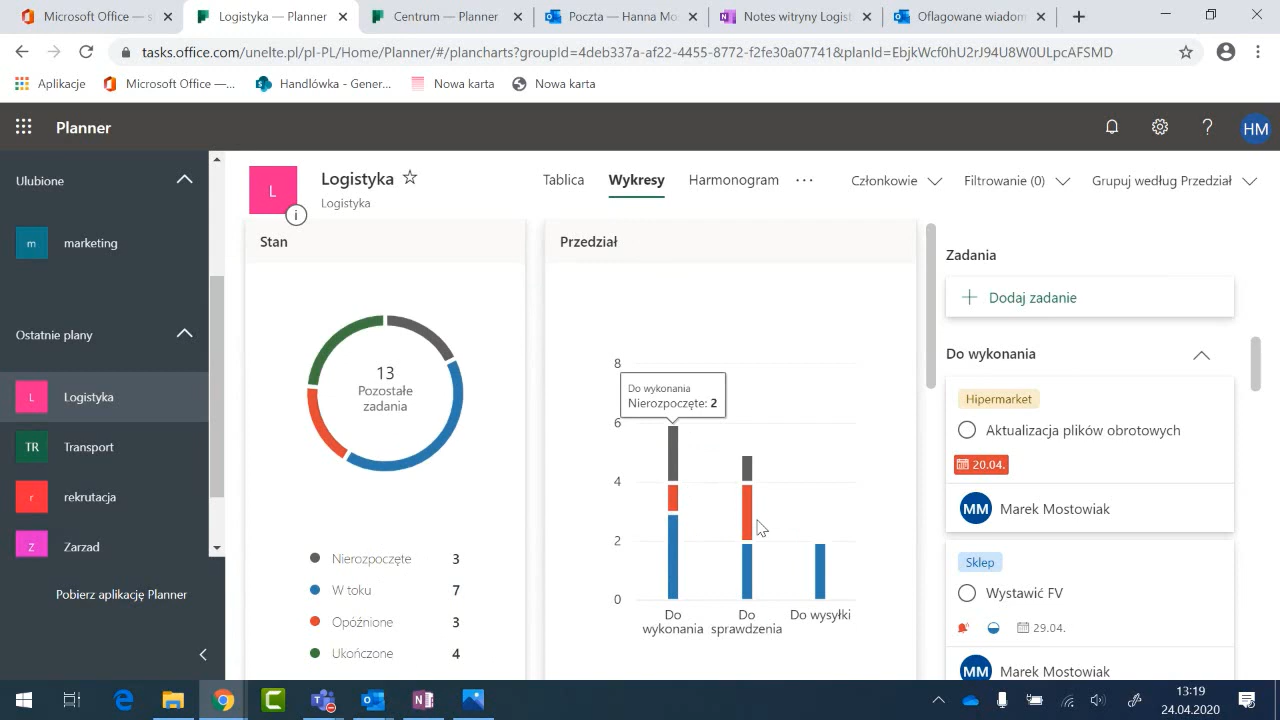 Microsoft Office — s
Logistyka — Planner
Centrum — Planner
Poczta — Hanna Mo
Notes witryny Logist
Oflagowane wiadom
tasks.office.com/unelte.pl/pl-PL/Home/Planner/#/plancharts?groupId=4deb337a-af22-4455-8772-f2fe30d07741&planId=EbjkWcf0hU2rJ94U8W0ULpcAFSMD
Aplikacje
Microsoft Office —...
Handlówka - Gener...
Nowa karta
Nowa karta
Planner
HM
Ulubione
m marketing
Ostatnie plany
L Logistyka
TR Transport
r rekrutacja
Z Zarzad
Pobierz aplikację Planner
L
Logistyka
Logistyka
Tablica
Wykresy
Harmonogram
Członkowie
Filtrowanie (0)
Grupuj według Przedział
Stan
13
Pozostałe
zadania
Nierozpoczęte 3
W toku 7
Opóźnione 3
Ukończone 4
Przedział
8
Do wykonania
Nierozpoczęte: 2
6
4
2
0
Do
wykonania
Do
sprawdzenia
Do wysyłki
Zadania
Dodaj zadanie
Do wykonania
Hipermarket
Aktualizacja plików obrotowych
20.04.
MM Marek Mostowiak
Sklep
Wystawić FV
29.04.
MM Marek Mostowiak
13:19
24.04.2020